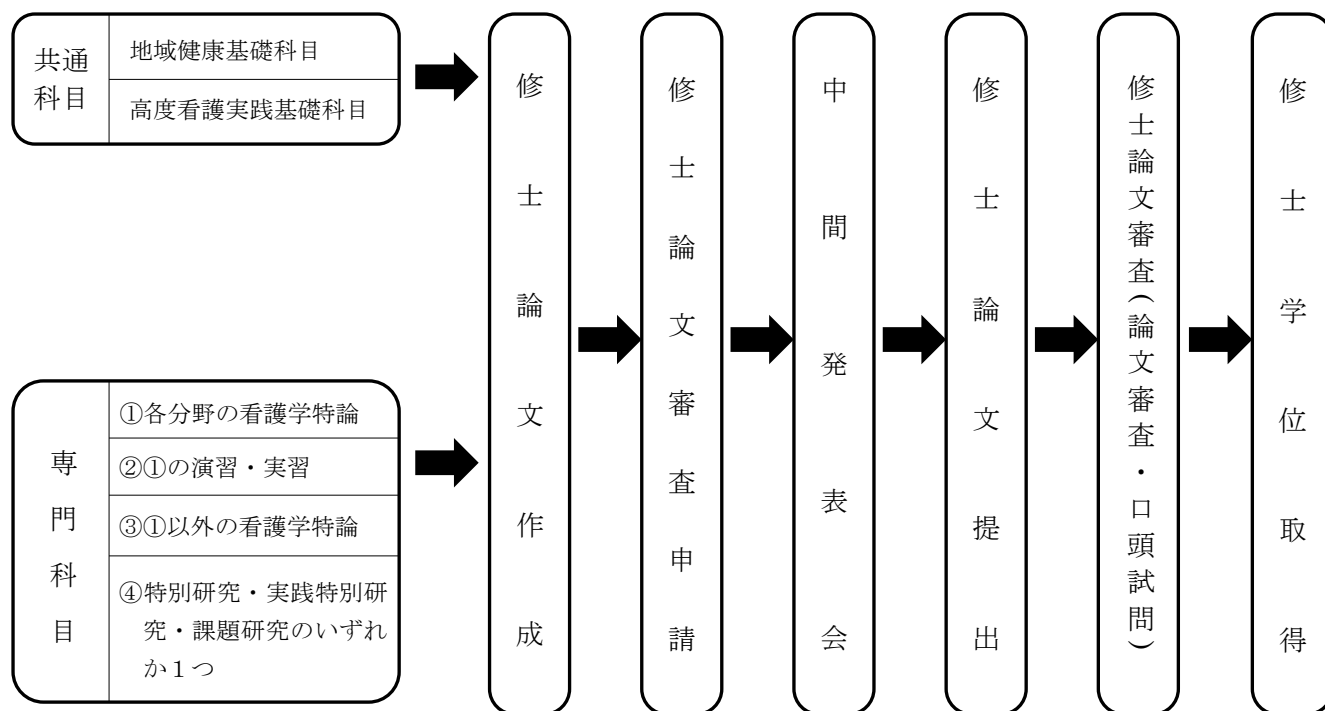 共通
科目
地域健康基礎科目
高度看護実践基礎科目
専門科目
①各分野の看護学特論
②①の演習・実習
③①以外の看護学特論
④特別研究・実践特別研
究・課題研究のいずれ
か１つ
修士論文作成
修士論文審査申請
中間発表会
修士論文提出
修士論文審査(論文審査・口頭試問)
修士学位取得